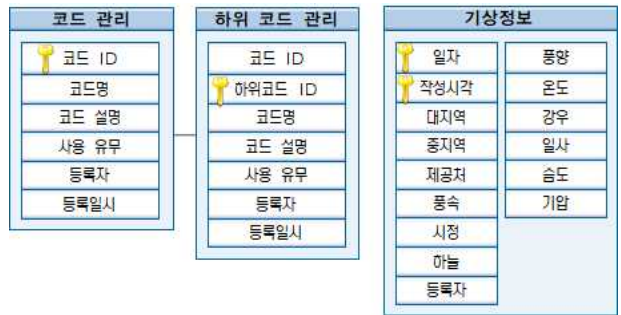 코드 관리
코드 ID
코드명
코드 설명
사용 유무
등록자
등록일시
하위 코드 관리
코드 ID
하위코드 ID
코드명
코드 설명
사용 유무
등록자
등록일시
기상정보
일자
작성시각
대지역
중지역
제공처
풍속
시정
하늘
등록자
풍양
온도
강우
일사
습도
기압